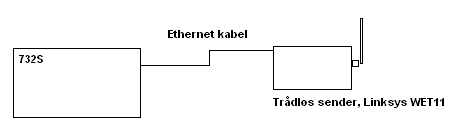 Ethernet kabel
732S
Trådløs sender, Linksys WET11